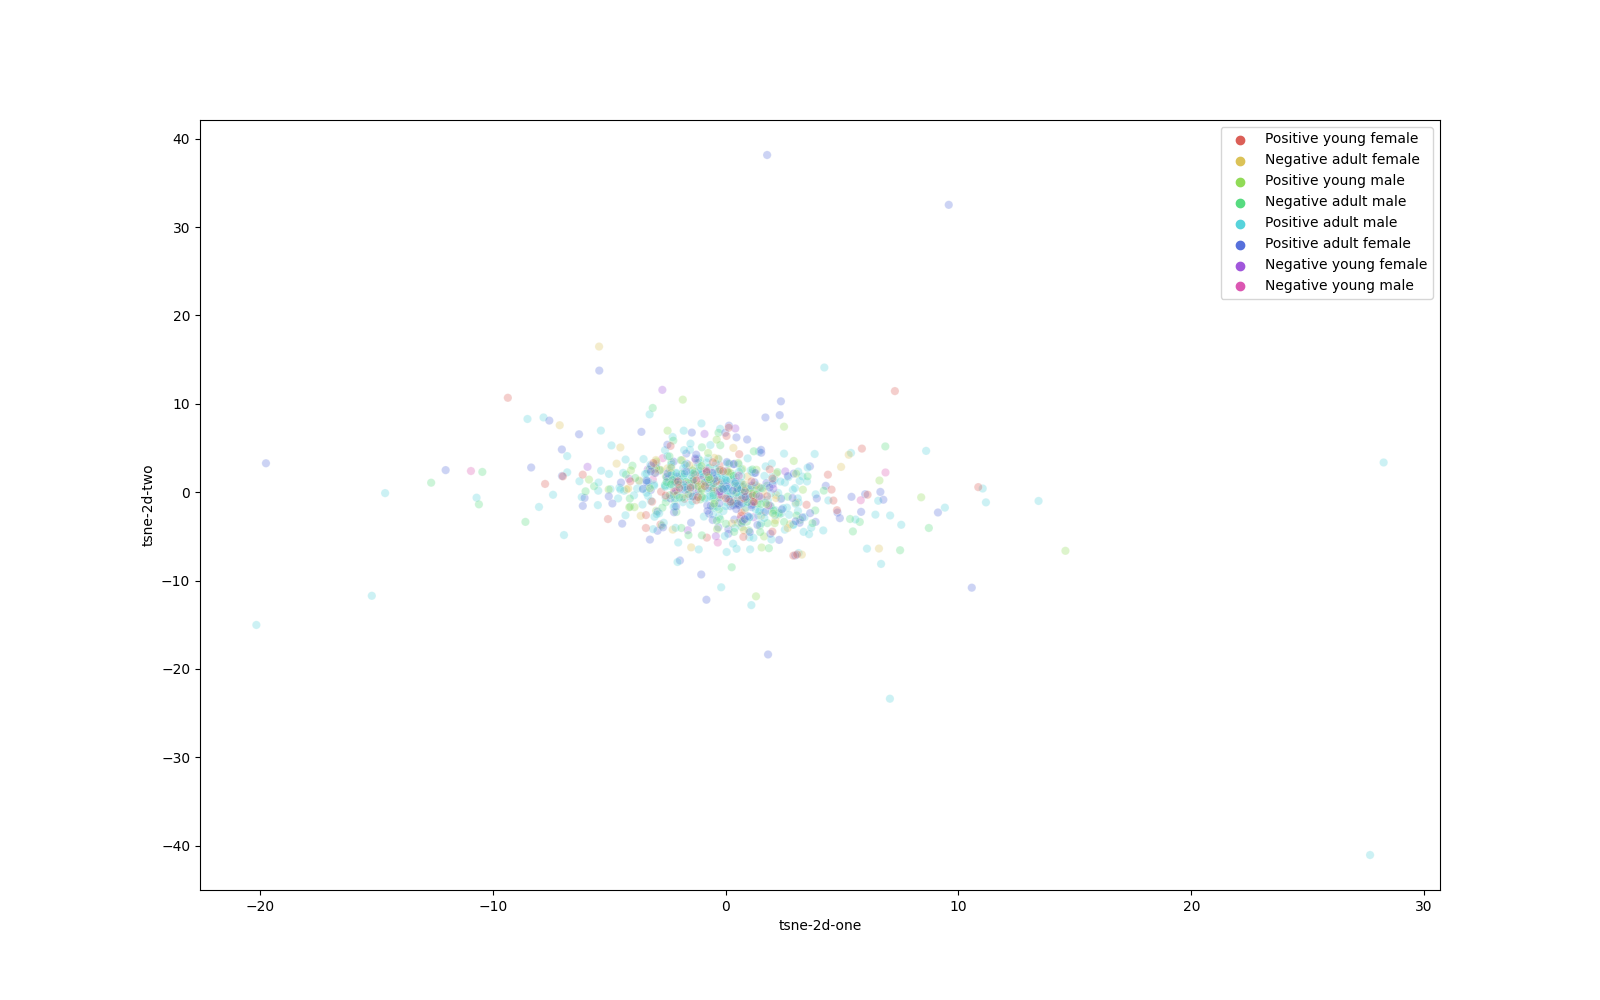 40
30
20
10
0
−10
−20
−30
−40
tsne-2d-two
−20
−10
0
10
20
30
tsne-2d-one
Positive young female
Negative adult female
Positive young male
Negative adult male
Positive adult male
Positive adult female
Negative young female
Negative young male